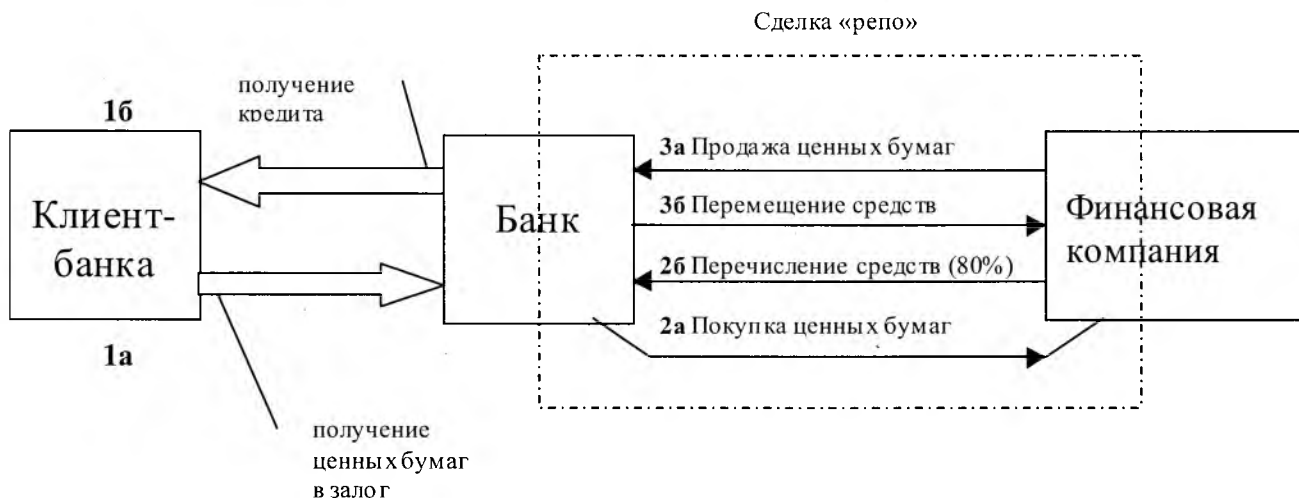 Сделка «репо»
получение
кредита
1б
3а Продажа ценных бумаг
Клиент-
банка
Банк
3б Перемещение средств
Финансовая
компания
2б Перечисление средств (80%)
2а Покупка ценных бумаг
1а
получение
ценных бумаг
в залог